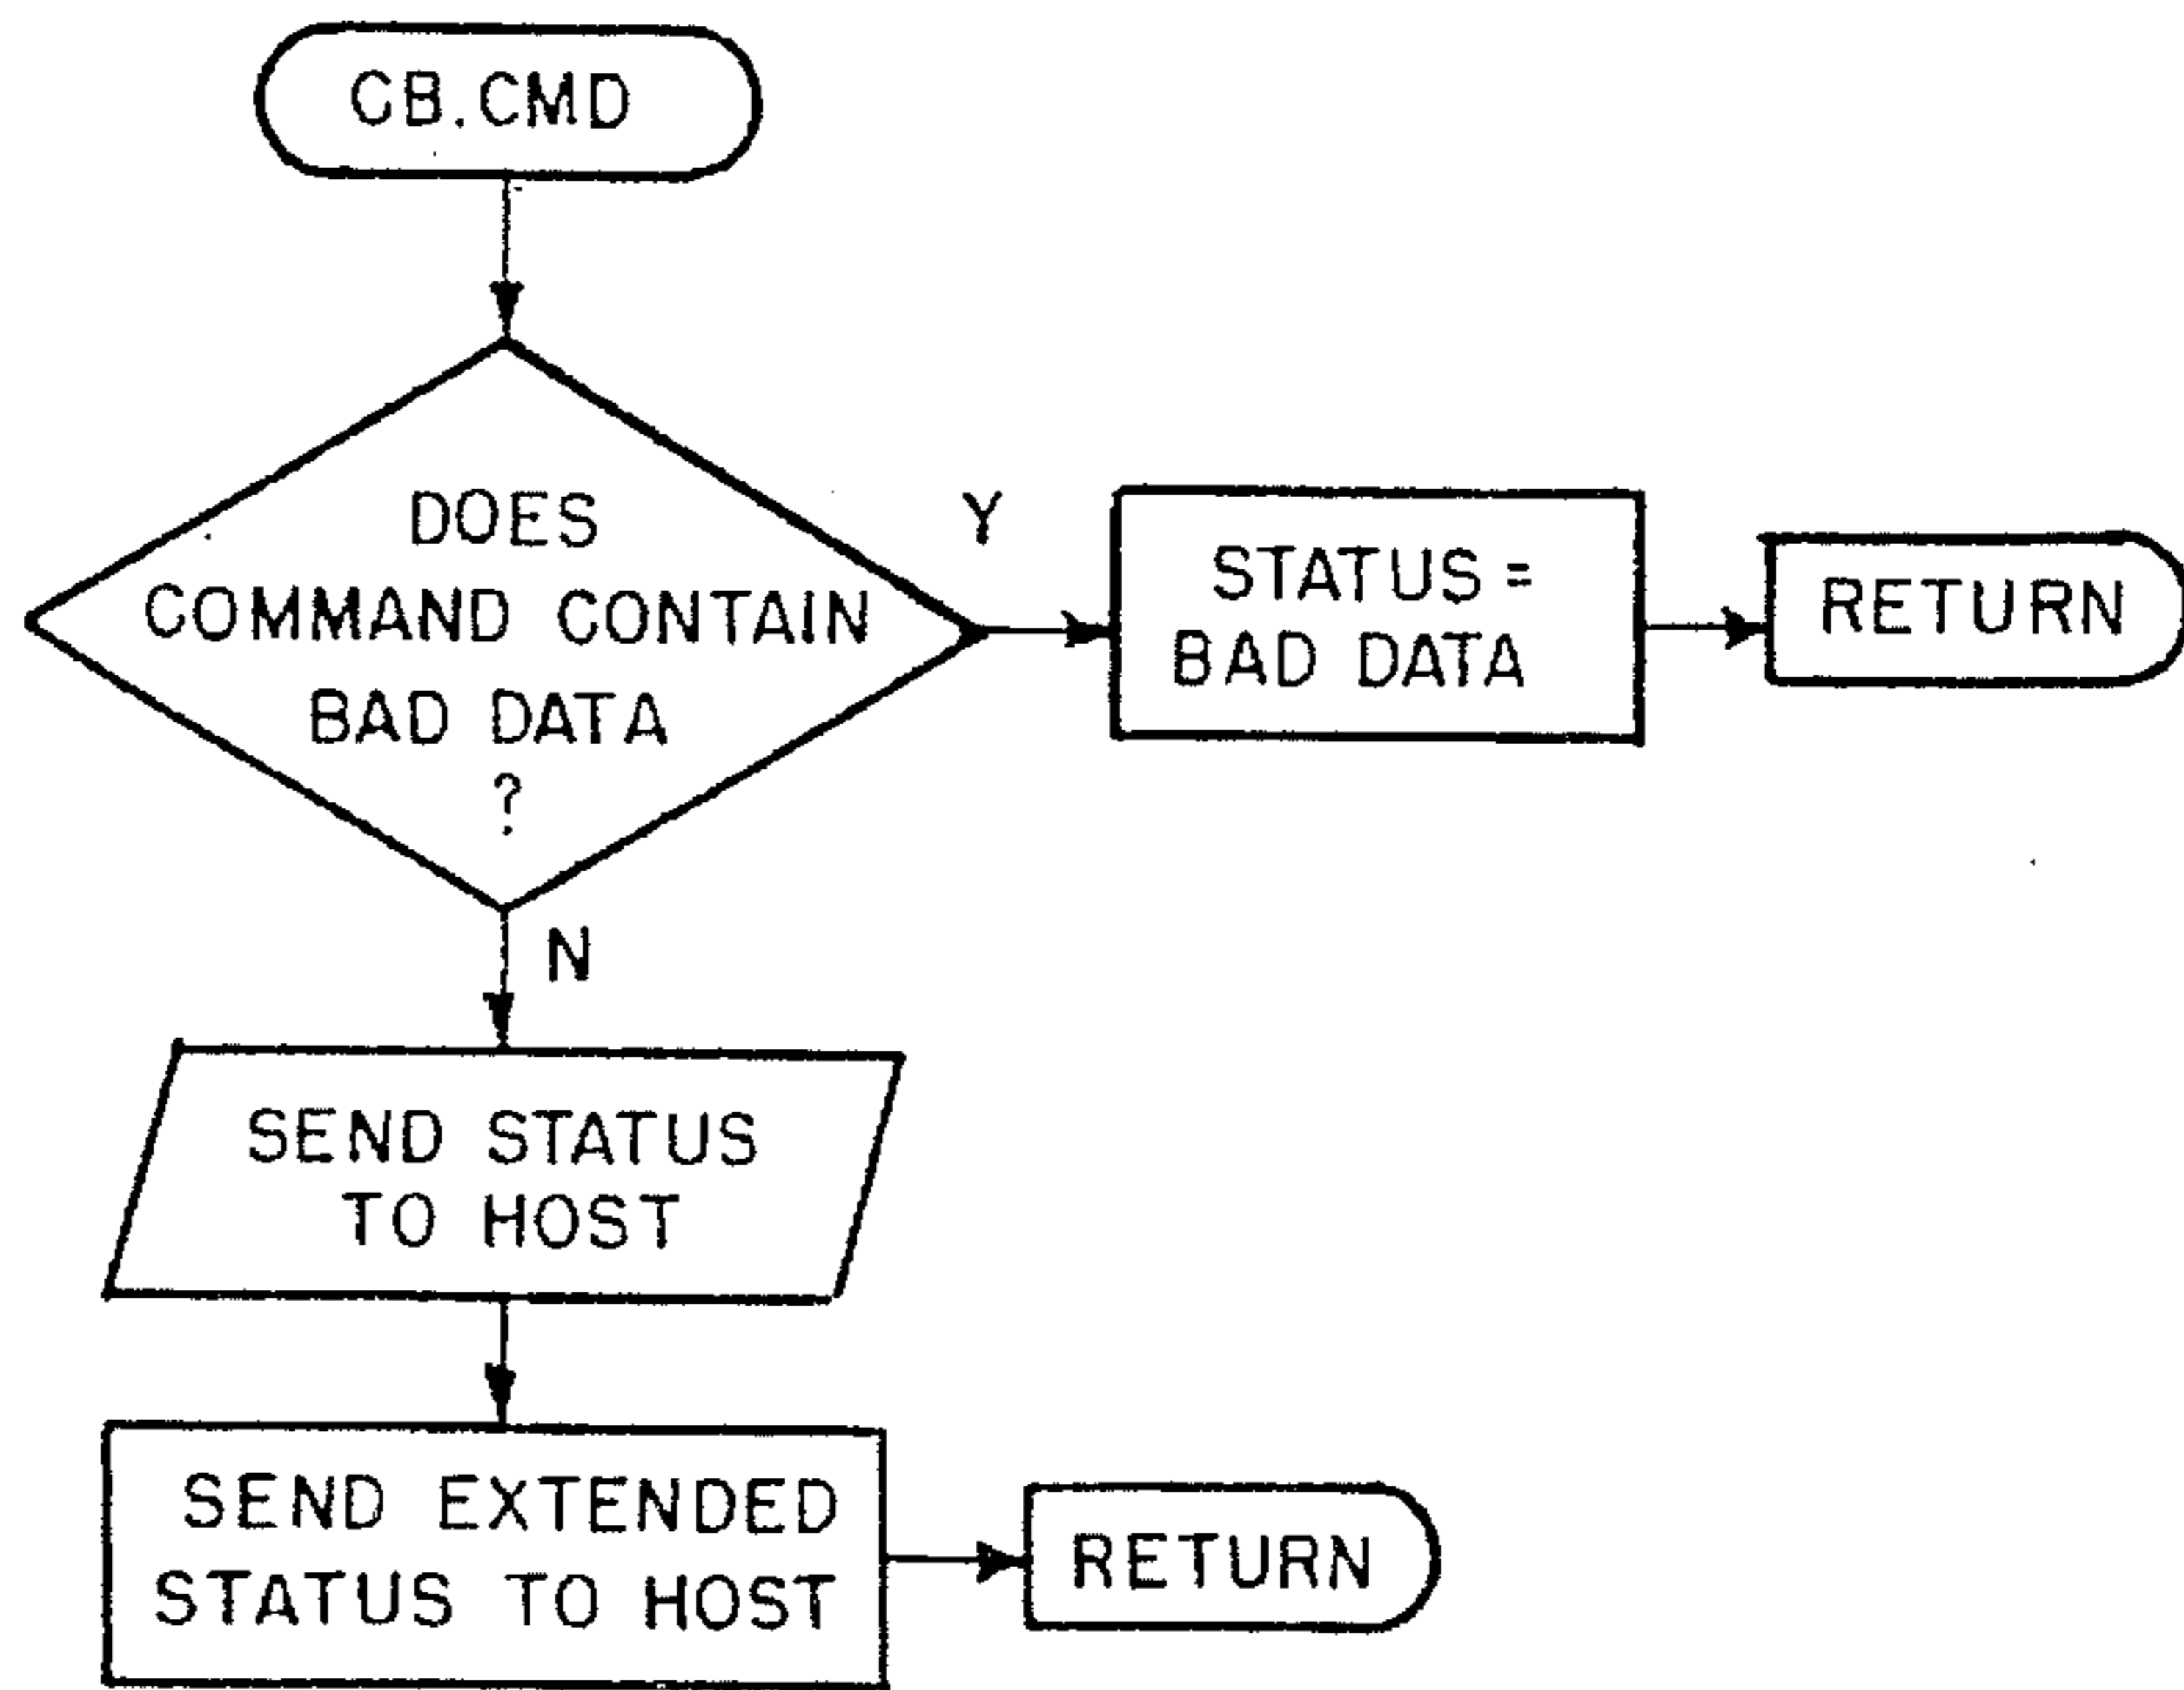 CB.CMD
DOES
COMMAND CONTAIN
BAD DATA
?
Y
STATUS =
BAD DATA
RETURN
N
SEND STATUS
TO HOST
SEND EXTENDED
STATUS TO HOST
RETURN